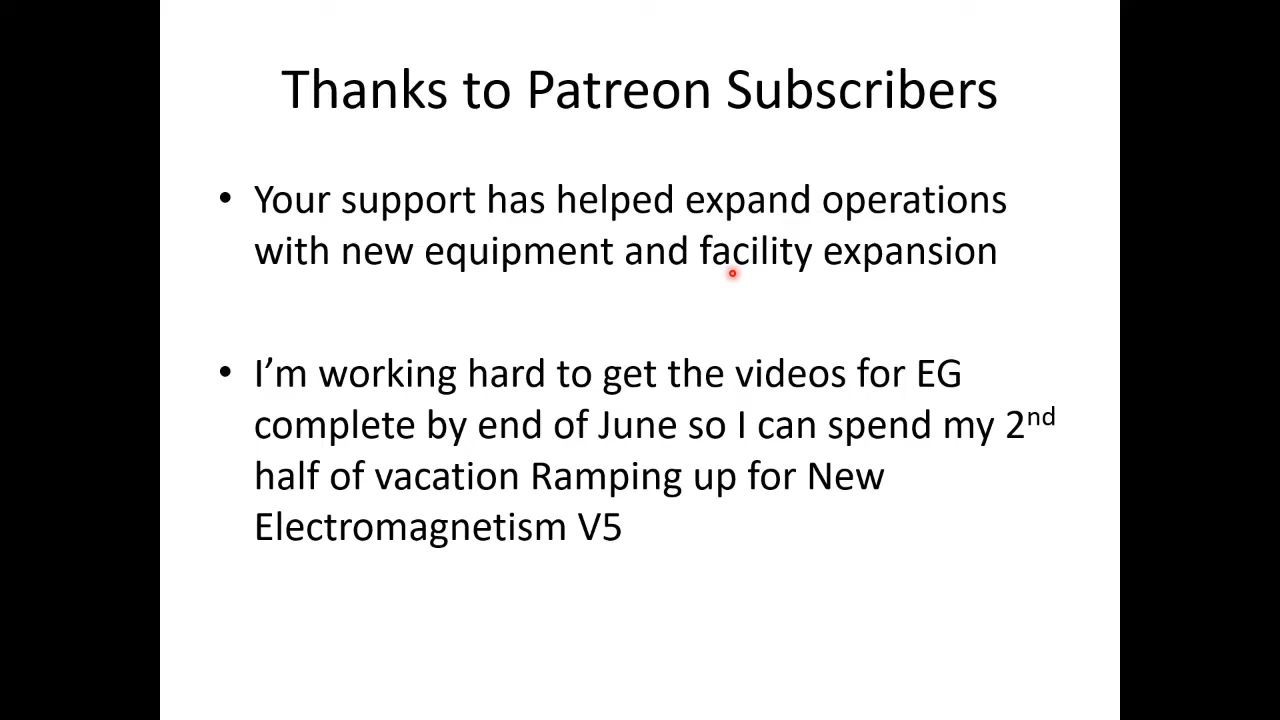 Thanks to Patreon Subscribers
• Your support has helped expand operations
with new equipment and facility expansion
• I’m working hard to get the videos for EG
complete by end of June so I can spend my 2nd
half of vacation Ramping up for New
Electromagnetism V5